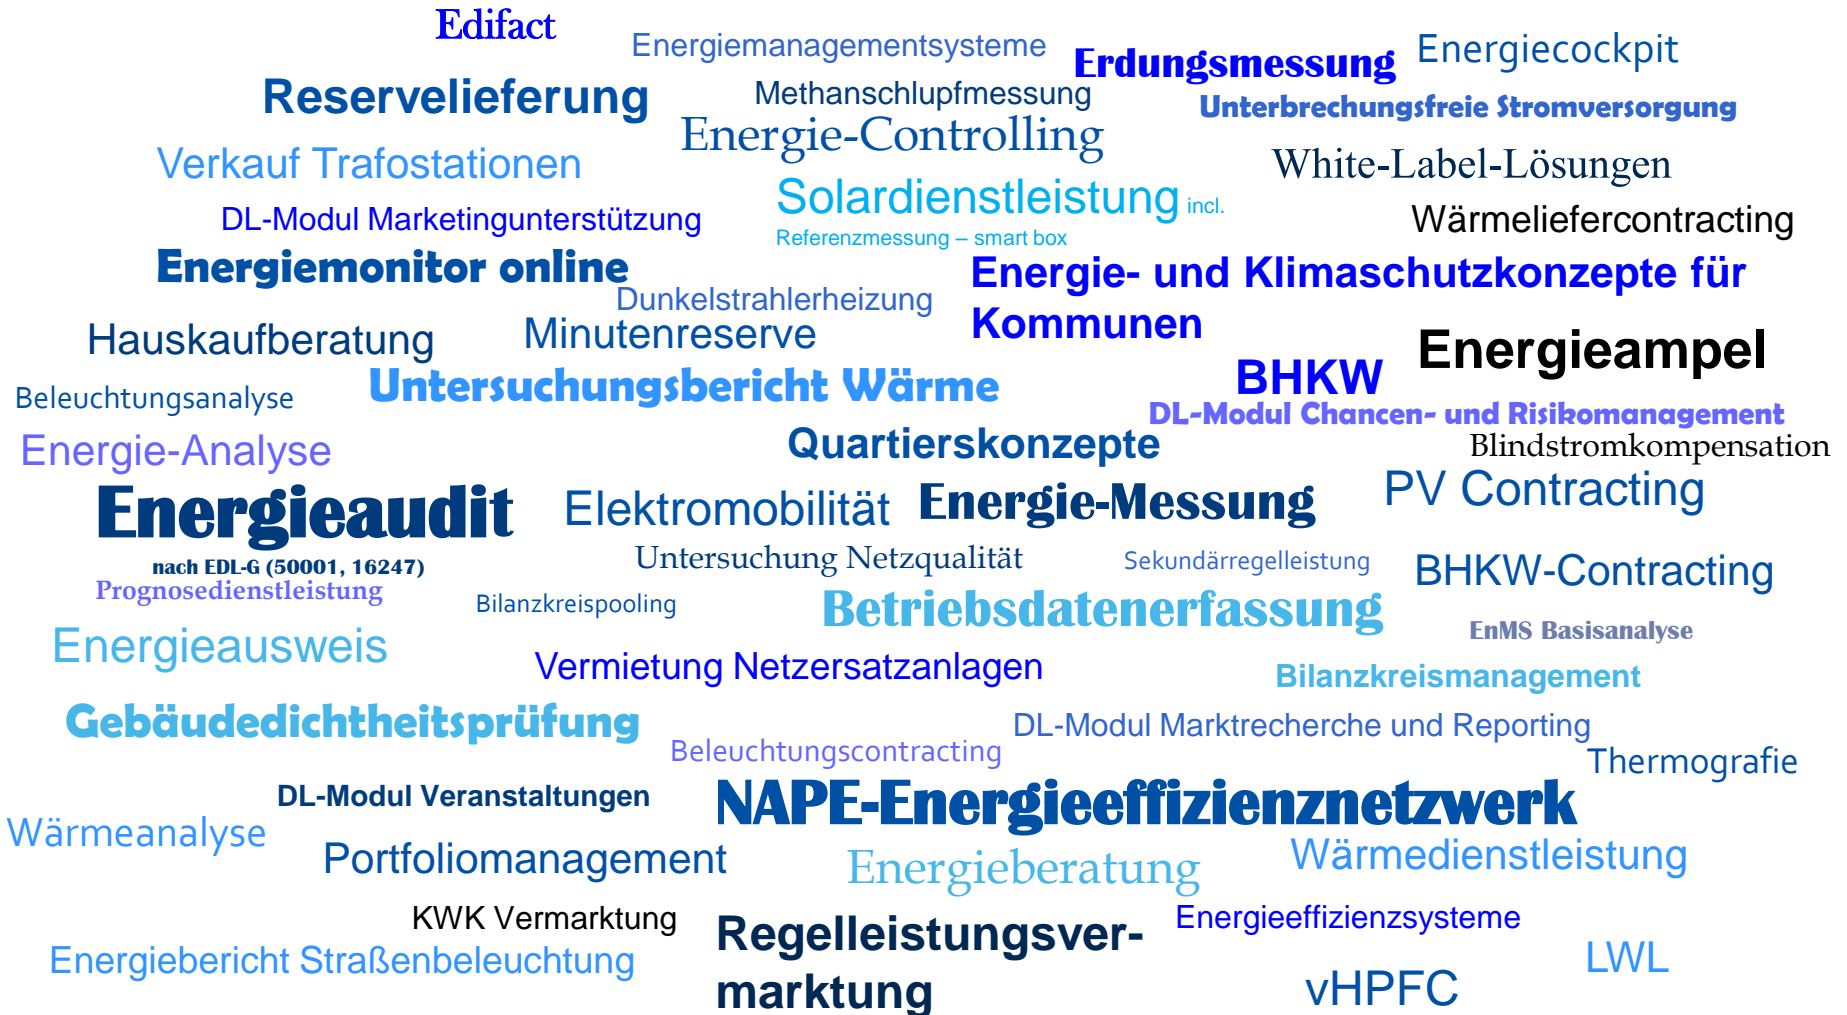 Edifact
Energiemanagementsysteme
Erdungsmessung
Energiecockpit
Reservelieferung
Methanschlupfmessung
Unterbrechungsfreie Stromversorgung
Energie-Controlling
Verkauf Trafostationen
White-Label-Lösungen
Solardienstleistung incl.
Referenzmessung – smart box
DL-Modul Marketingunterstützung
Wärmeliefercontracting
Energiemonitor online
Energie- und Klimaschutzkonzepte für
Kommunen
Dunkelstrahlerheizung
Hauskaufberatung
Minutenreserve
Energieampel
BHKW
Beleuchtungsanalyse
Untersuchungsbericht Wärme
DL-Modul Chancen- und Risikomanagement
Energie-Analyse
Quartierskonzepte
Blindstromkompensation
PV Contracting
Energieaudit
nach EDL-G (50001, 16247)
Elektromobilität
Energie-Messung
Untersuchung Netzqualität
Sekundärregelleistung
BHKW-Contracting
Prognosedienstleistung
Bilanzkreispooling
Betriebsdatenerfassung
EnMS Basisanalyse
Energieausweis
Vermietung Netzersatzanlagen
Bilanzkreismanagement
Gebäudedichtheitsprüfung
DL-Modul Marktrecherche und Reporting
Beleuchtungscontracting
Thermografie
DL-Modul Veranstaltungen
NAPE-Energieeffizienznetzwerk
Wärmeanalyse
Portfoliomanagement
Energieberatung
Wärmedienstleistung
KWK Vermarktung
Regelleistungsver-
marktung
Energieeffizienzsysteme
Energiebericht Straßenbeleuchtung
LWL
vHPFC